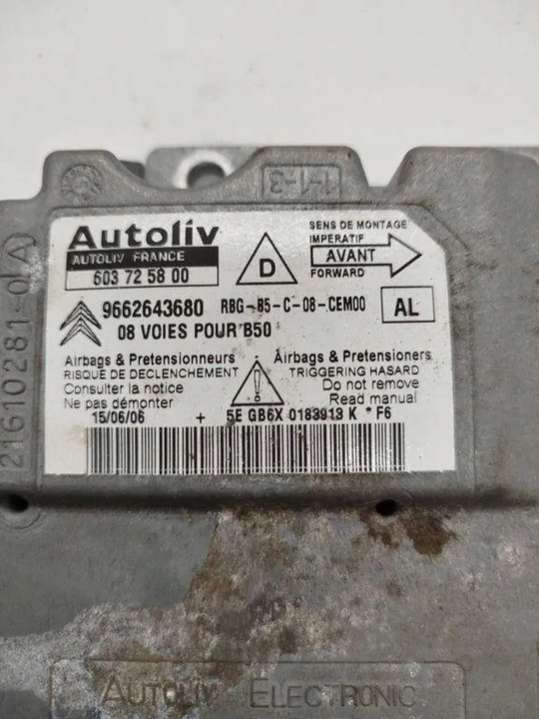 1-1-3
Autoliv
AUTOLIV FRANCE
603 72 58 00
D
SENS DE MONTAGE
IMPERATIF
AVANT
FORWARD
9662643680 RBG-B5-C-08-CEM00
AL
08 VOIES POUR B50
Airbags & Pretensionneurs
RISQUE DE DECLENCHEMENT
Consulter la notice
Ne pas démonter
Airbags & Pretensioners
TRIGGERING HASARD
Do not remove
Read manual
15/06/06 + 5E GB6X 0183913 K * F6
21610281-01 A
AUTOLIV ELECTRONIC